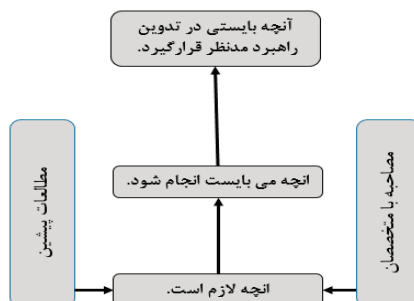 آنچه بایستی در تدوین
راهبرد مدنظر قرارگیرد.
مصاحبه با متخصصان
مطالعات پیشین
انچه می بایست انجام شود.
انچه لازم است.